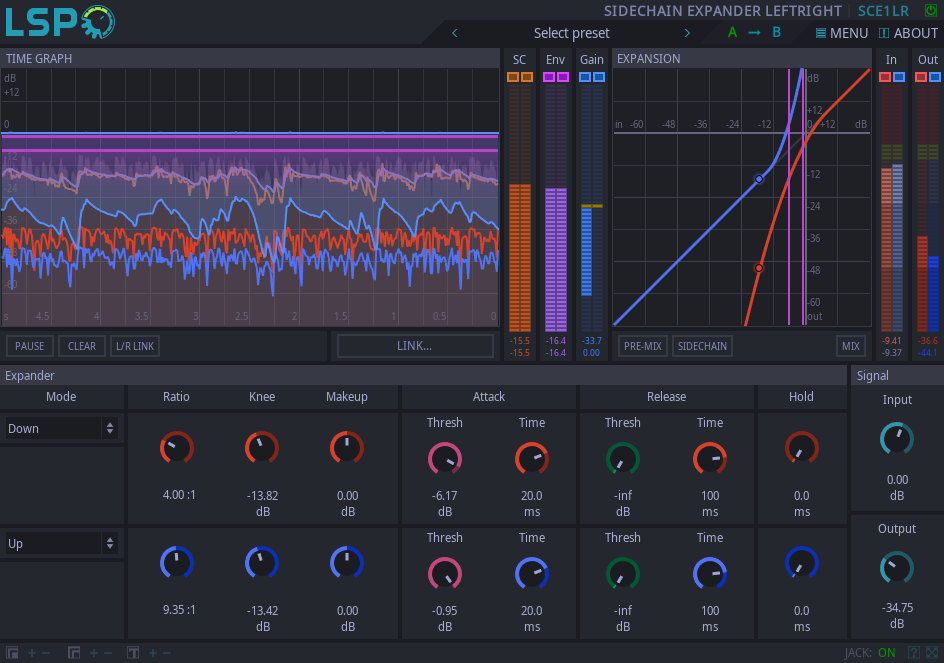 LSP
SIDECHAIN EXPANDER LEFTRIGHT SCE1LR
< Select preset > A → B MENU ABOUT
TIME GRAPH SC Env Gain EXPANSION In Out
dB
+12
0
-12
-24
-36
-60
s 4.5 4 3.5 3 2.5 2 1.5 1 0.5 0
dB
+12
in -60 -48 -36 -24 -12 0 +12 dB
-12
-24
-36
-48
-60
out
-15.5 -16.4 -33.7 -9.41 -36.6
-15.5 -16.4 0.00 -9.37 -44.1
PAUSE CLEAR L/R LINK LINK... PRE-MIX SIDECHAIN MIX
Expander Signal
Mode Ratio Knee Makeup Attack Release Hold Input
Thresh Time Thresh Time
Down
4.00 :1 -13.82 0.00 -6.17 20.0 -inf 100 0.0 0.00
dB dB dB ms dB ms ms dB
Output
Thresh Time Thresh Time
Up
9.35 :1 -13.42 0.00 -0.95 20.0 -inf 100 0.0 -34.75
dB dB dB ms dB ms ms dB
+ − + − T + − JACK: ON ?